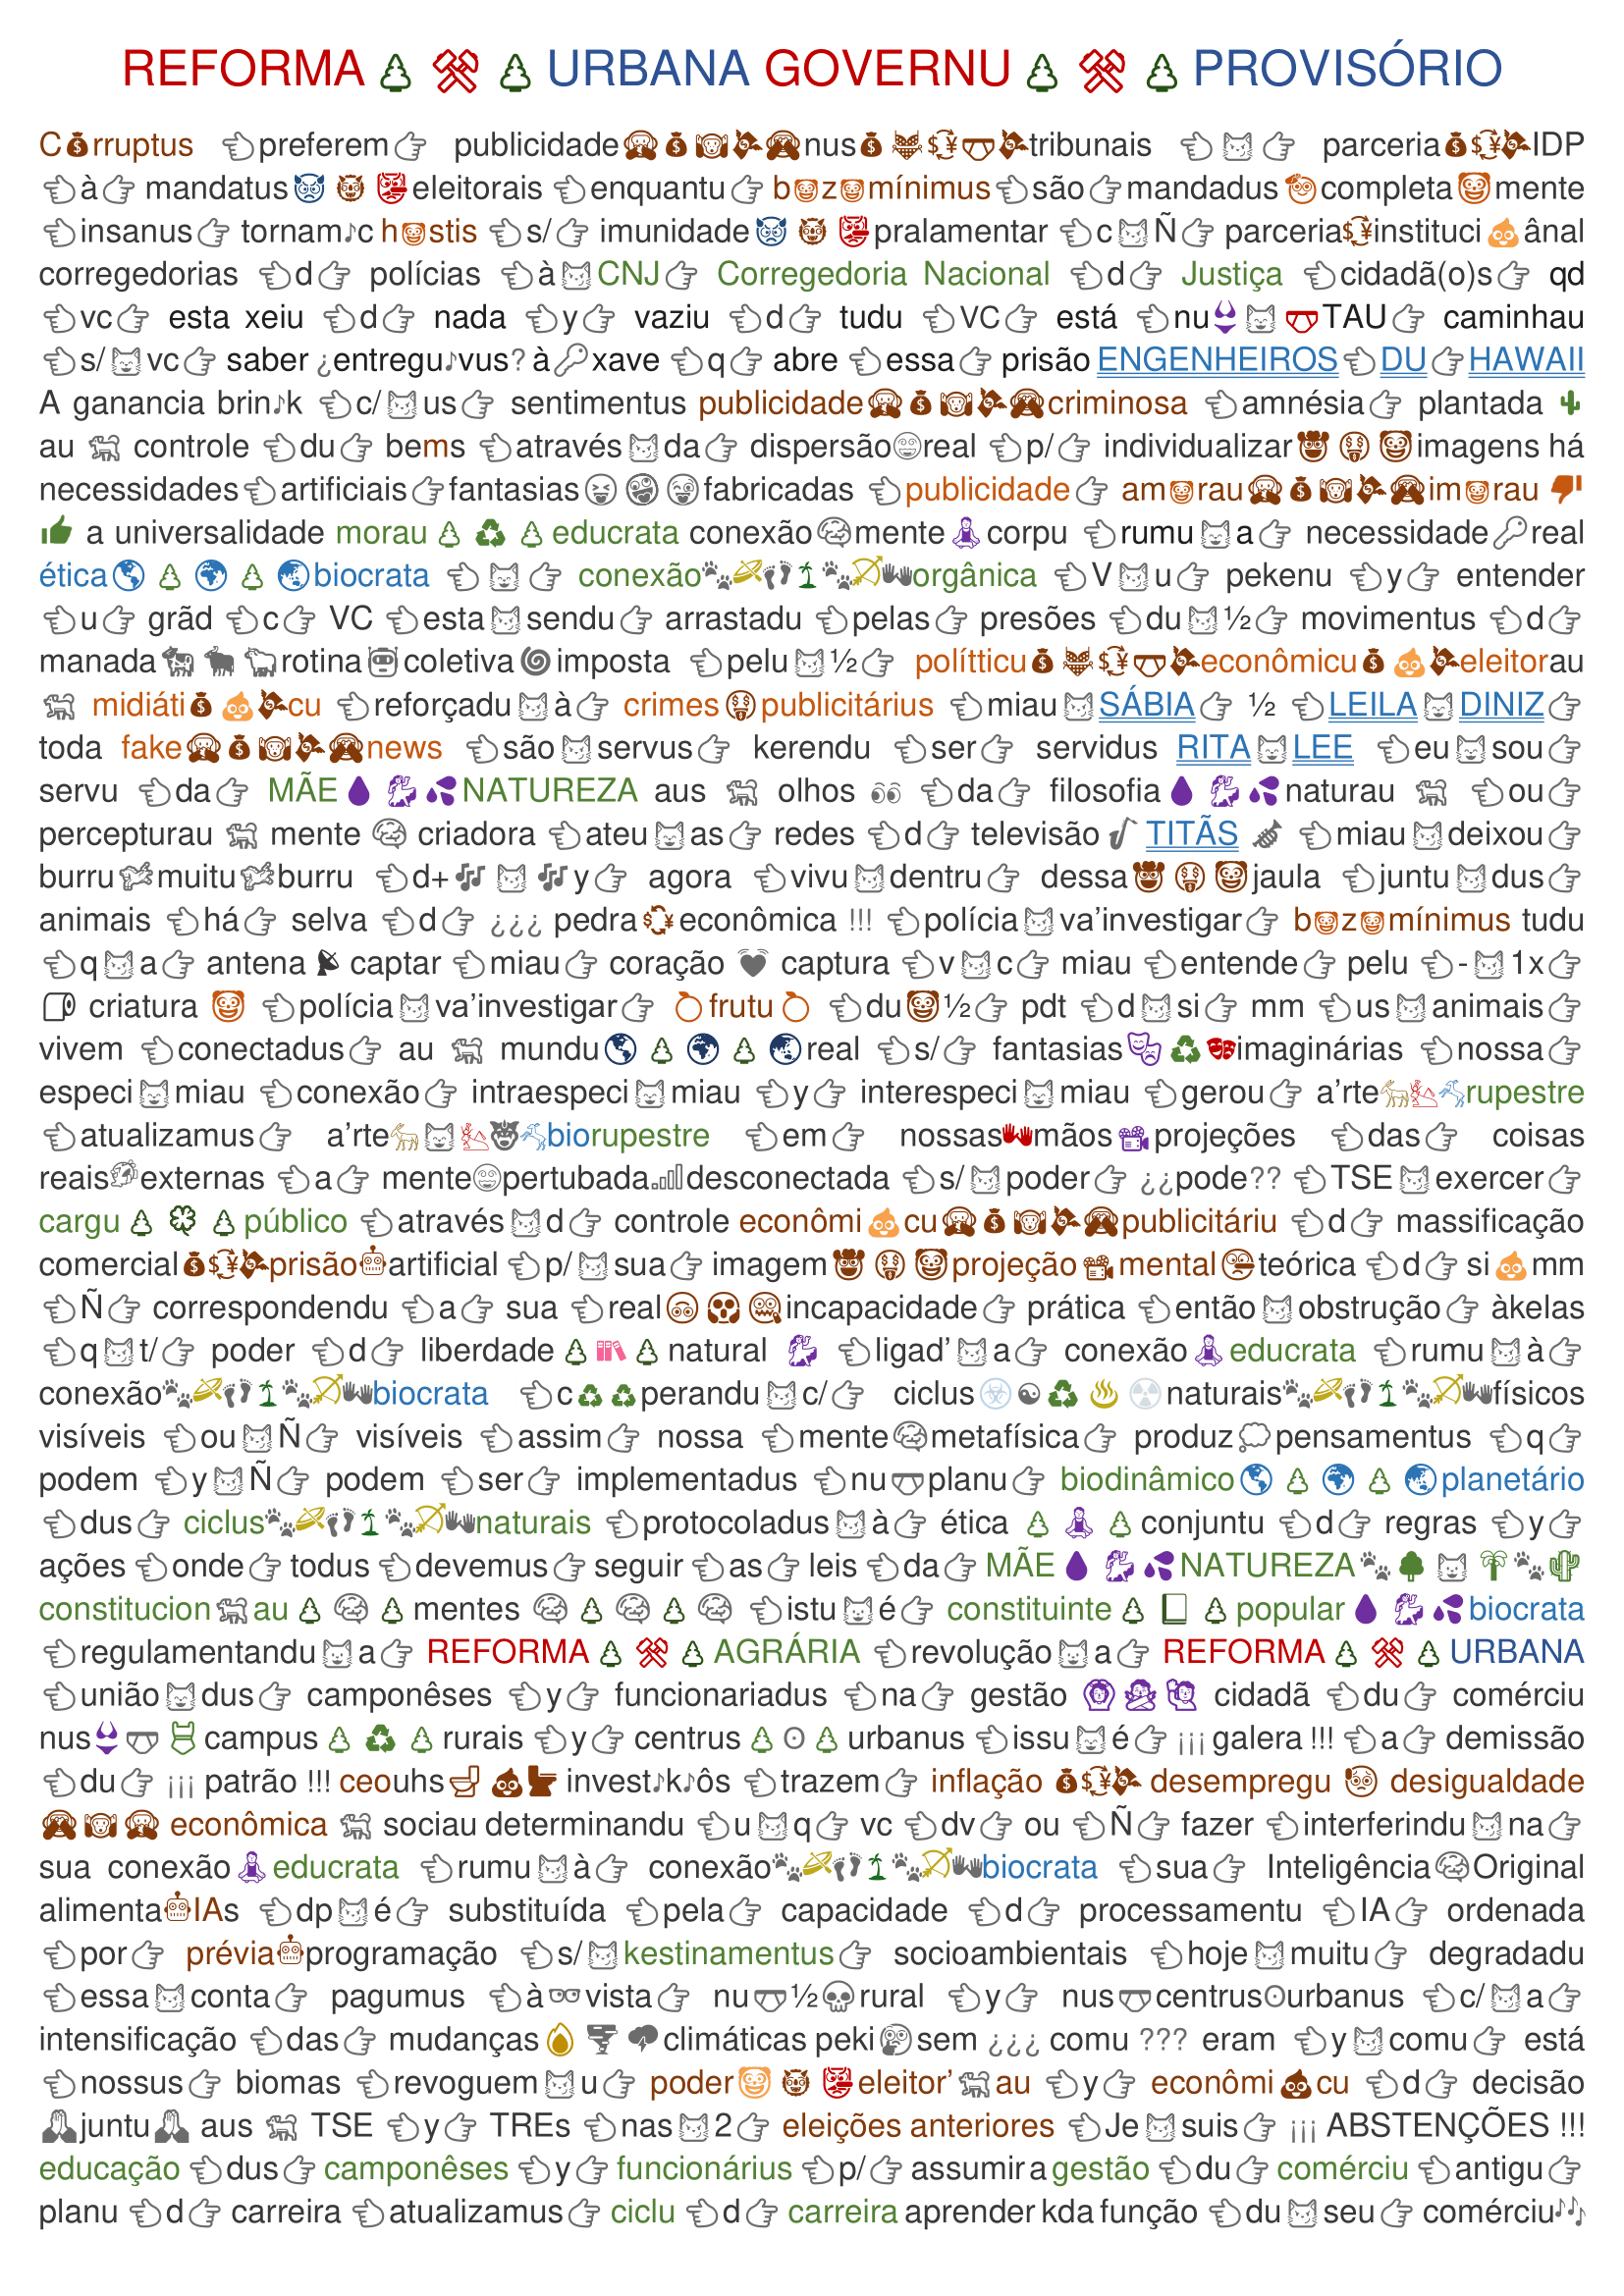 REFORMA🌲⚒🌲URBANA GOVERNU🌲⚒🌲PROVISÓRIO
C💰rruptus 👈preferem👉 publicidade🙊💰🐵💸🙈nus💰👙💱🩲💸tribunais 👈😼👉 parceria💰💱💸IDP
👈à👉 mandatus👿👹👺eleitorais 👈enquantu👉 b🤡z🤡mínimus👈são👉mandadus🤪completa🤡mente
👈insanus👉 tornam♪c h🤡stis 👈s/👉 imunidade👿👹👺pralamentar 👈c😼Ñ👉 parceria💱instituci💩ânal
corregedorias 👈d👉 polícias 👈à😼CNJ👉 Corregedoria Nacional 👈d👉 Justiça 👈cidadã(o)s👉 qd
👈vc👉 esta xeiu 👈d👉 nada 👈y👉 vaziu 👈d👉 tudu 👈VC👉 está 👈nu👙😼🩲TAU👉 caminhau
👈s/😼vc👉 saber ¿entregu♪vus? à🔑xave 👈q👉 abre 👈essa👉 prisão ENGENHEIROS👈DU👉HAWAII
A ganancia brin♪k 👈c/😼us👉 sentimentus publicidade🙊💰🐵💸🙈criminosa 👈amnésia👉 plantada 🌵
au 🐕 controle 👈du👉 bems 👈através😼da👉 dispersão😵real 👈p/👉 individualizar🤠🤑🤡imagens há
necessidades👈artificiais👉fantasias😝🤪😜fabricadas 👈publicidade👉 am🤡rau🙊💰🐵💸🙈im🤡rau 👎
👍 a universalidade morau🌲♻🌲educrata conexão🧠mente🧘corpu 👈rumu😼a👉 necessidade🔑real
ética🌎🌲🌍🌲🌏biocrata 👈😼👉 conexão🐾🏹👣🌴🐾🏹👐orgânica 👈V😼u👉 pekenu 👈y👉 entender
👈u👉 grãd 👈c👉 VC 👈esta😼sendu👉 arrastadu 👈pelas👉 presões 👈du😼½👉 movimentus 👈d👉
manada🐄🐂🐑rotina🤖coletiva🌀imposta 👈pelu😼½👉 polítticu💰👙💱🩲💸econômicu💰💩💸eleitorau
🐕 midiáti💰💩💸cu 👈reforçadu😼à👉 crimes🤑publicitárius 👈miau😼SÁBIA👉 ½ 👈LEILA😼DINIZ👉
toda fake🙊💰🐵💸🙈news 👈são😼servus👉 kerendu 👈ser👉 servidus RITA😼LEE 👈eu😼sou👉
servu 👈da👉 MÃE💧🧜💦NATUREZA aus 🐕 olhos 👀 👈da👉 filosofia💧🧜💦naturau 🐕 👈ou👉
percepturau 🐕 mente 🧠 criadora 👈ateu😼as👉 redes 👈d👉 televisão🎷TITÃS 🎺 👈miau😼deixou👉
burru🐎muitu🐎burru 👈d+🎶😼🎶y👉 agora 👈vivu😼dentru👉 dessa🤠🤑🤡jaula 👈juntu😼dus👉
animais 👈há👉 selva 👈d👉 ¿¿¿ pedra💱econômica !!! 👈polícia😼va’investigar👉 b🤡z🤡mínimus tudu
👈q😼a👉 antena 📡 captar 👈miau👉 coração 💓 captura 👈v😼c👉 miau 👈entende👉 pelu 👈-😼1x👉
🧻 criatura 🤡 👈polícia😼va’investigar👉 🍊frutu🍊 👈du🤡½👉 pdt 👈d😼si👉 mm 👈us😼animais👉
vivem 👈conectadus👉 au 🐕 mundu🌎🌲🌍🌲🌏real 👈s/👉 fantasias🎭♻🎭imaginárias 👈nossa👉
especi😼miau 👈conexão👉 intraespeci😼miau 👈y👉 interespeci😼miau 👈gerou👉 a’rterupestre
👈atualizamus👉 a’rte😼biorupestre 👈em👉 nossas👐mãos📽projeções 👈das👉 coisas
reaisexternas 👈a👉 mente😵pertubada📶desconectada 👈s/😼poder👉 ¿¿pode?? 👈TSE😼exercer👉
cargu🌲🍀🌲público 👈através😼d👉 controle econômi💩cu🙊💰🐵💸🙈publicitáriu 👈d👉 massificação
comercial💰💱💸prisão🤖artificial 👈p/😼sua👉 imagem🤠🤑🤡projeção📽mental🤥teórica 👈d👉 si💩mm
👈Ñ👉 correspondendu 👈a👉 sua 👈real🙃😱🤐incapacidade👉 prática 👈então😼obstrução👉 àkelas
👈q😼t/👉 poder 👈d👉 liberdade🌲📚🌲natural 🧜 👈ligad’😼a👉 conexão🧘educrata 👈rumu😼à👉
conexão🐾🏹👣🌴🐾🏹👐biocrata 👈c♻♻perandu😼c/👉 ciclus☣☯♻♨☢naturais🐾🏹👣🌴🐾🏹👐físicos
visíveis 👈ou😼Ñ👉 visíveis 👈assim👉 nossa 👈mente🧠metafísica👉 produz💭pensamentus 👈q👉
podem 👈y😼Ñ👉 podem 👈ser👉 implementadus 👈nu🩲planu👉 biodinâmico🌎🌲🌍🌲🌏planetário
👈dus👉 ciclus🐾🏹👣🌴🐾🏹👐naturais 👈protocoladus😼à👉 ética 🌲🧘🌲conjuntu 👈d👉 regras 👈y👉
ações 👈onde👉 todus 👈devemus👉 seguir 👈as👉 leis 👈da👉 MÃE💧🧜💦NATUREZA🐾🌳😼🌴🐾🌵
constitucion🐕au🌲🧠🌲mentes 🧠🌲🧠🌲🧠 👈istu😼é👉 constituinte🌲📗🌲popular💧🧜💦biocrata
👈regulamentandu😼a👉 REFORMA🌲⚒🌲AGRÁRIA 👈revolução😼a👉 REFORMA🌲⚒🌲URBANA
👈união😼dus👉 camponêses 👈y👉 funcionariadus 👈na👉 gestão 🙆🙅🙋 cidadã 👈du👉 comérciu
nus👙🩲🩱campus🌲♻🌲rurais 👈y👉 centrus🌲ʘ🌲urbanus 👈issu😼é👉 ¡¡¡ galera !!! 👈a👉 demissão
👈du👉 ¡¡¡ patrão !!! ceouhs🚽💩🚽 invest♪k♪ôs 👈trazem👉 inflação 💰💱💸 desempregu 🥺 desigualdade
🙈🐵🙊 econômica 🐕 sociau determinandu 👈u😼q👉 vc 👈dv👉 ou 👈Ñ👉 fazer 👈interferindu😼na👉
sua conexão🧘educrata 👈rumu😼à👉 conexão🐾🏹👣🌴🐾🏹👐biocrata 👈sua👉 Inteligência🧠Original
alimenta🤖IAs 👈dp😼é👉 substituída 👈pela👉 capacidade 👈d👉 processamentu 👈IA👉 ordenada
👈por👉 prévia🤖programação 👈s/😼kestinamentus👉 socioambientais 👈hoje😼muitu👉 degradadu
👈essa😼conta👉 pagumus 👈à👓vista👉 nu🩲½💀rural 👈y👉 nus🩲centrusʘurbanus 👈c/😼a👉
intensificação 👈das👉 mudanças🔥🌪🌩climáticas peki🤔sem ¿¿¿ comu ??? eram 👈y😼comu👉 está
👈nossus👉 biomas 👈revoguem😼u👉 poder🤡👹👺eleitor’🐕au 👈y👉 econômi💩cu 👈d👉 decisão
🙏juntu🙏 aus 🐕 TSE 👈y👉 TREs 👈nas😼2👉 eleições anteriores 👈Je😼suis👉 ¡¡¡ ABSTENÇÕES !!!
educação 👈dus👉 camponêses 👈y👉 funcionárius 👈p/👉 assumir a gestão 👈du👉 comérciu 👈antigu👉
planu 👈d👉 carreira 👈atualizamus👉 ciclu 👈d👉 carreira aprender kda função 👈du😼seu👉 comérciu🎶